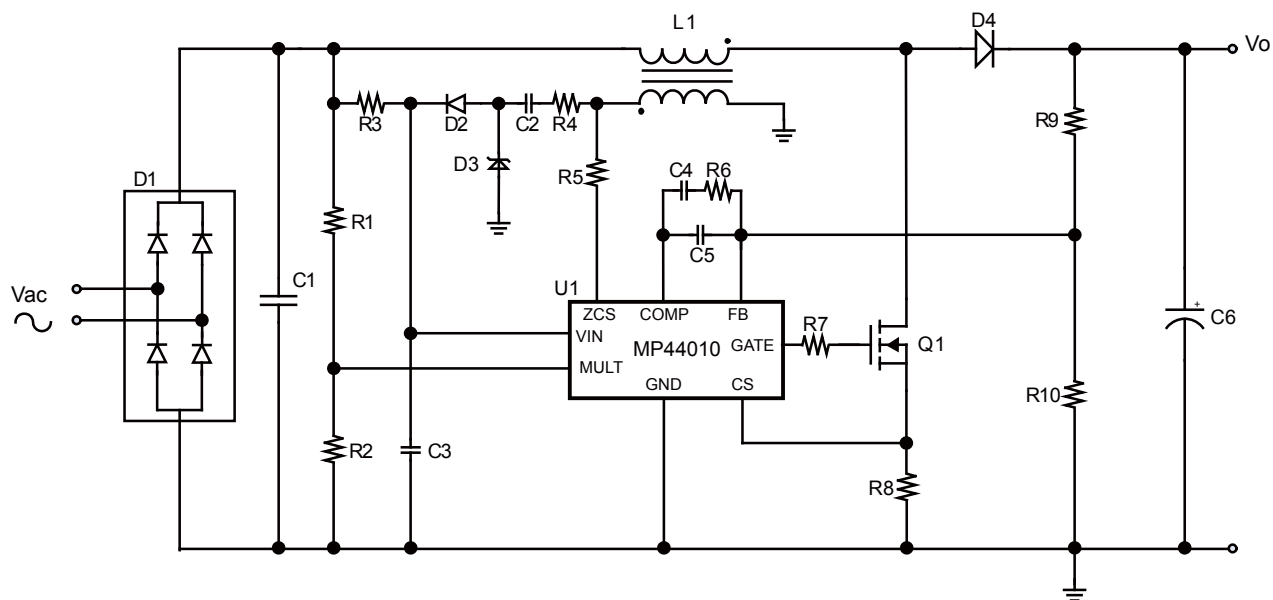 L1
D4
Vo
R3
D2
C2
R4
R9
D3
R5
C4
R6
D1
R1
C5
C1
U1
Vac
ZCS
COMP
FB
R7
+
C6
VIN
MP44010
GATE
Q1
MULT
GND
CS
R10
R2
C3
R8